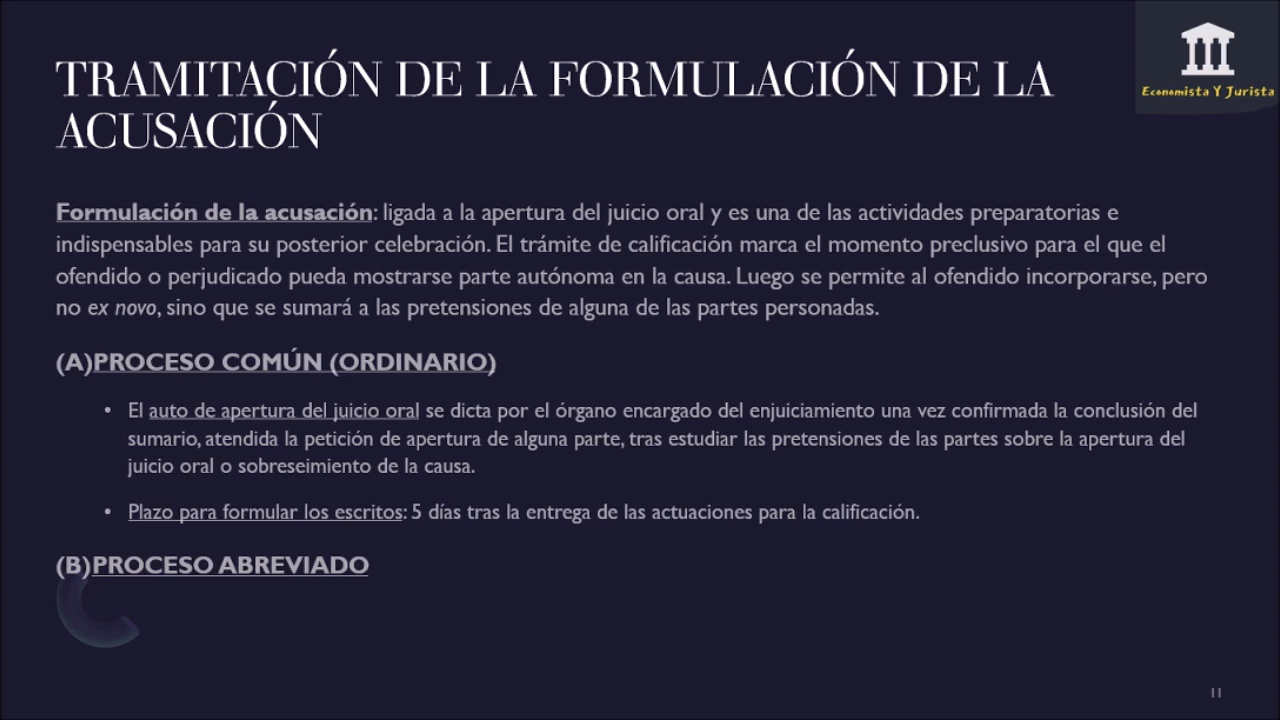 TRAMITACIÓN DE LA FORMULACIÓN DE LA
ACUSACIÓN
Economista Y Jurista
Formulación de la acusación: ligada a la apertura del juicio oral y es una de las actividades preparatorias e
indispensables para su posterior celebración. El trámite de calificación marca el momento preclusivo para el que el
ofendido o perjudicado pueda mostrarse parte autónoma en la causa. Luego se permite al ofendido incorporarse, pero
no ex novo, sino que se sumará a las pretensiones de alguna de las partes personadas.
(A)PROCESO COMÚN (ORDINARIO)
• El auto de apertura del juicio oral se dicta por el órgano encargado del enjuiciamiento una vez confirmada la conclusión del
sumario, atendida la petición de apertura de alguna parte, tras estudiar las pretensiones de las partes sobre la apertura del
juicio oral o sobreseimiento de la causa.
• Plazo para formular los escritos: 5 días tras la entrega de las actuaciones para la calificación.
(B)PROCESO ABREVIADO
11